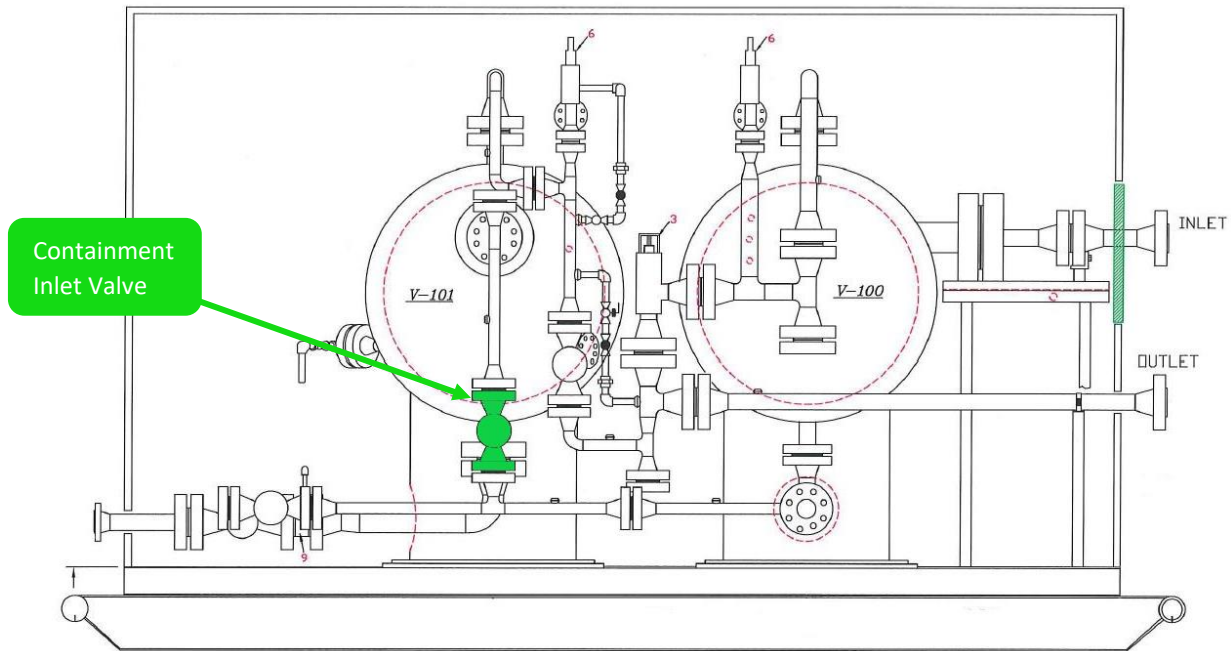 6
6
INLET
3
Containment
Inlet Valve
V-101
V-100
OUTLET
9